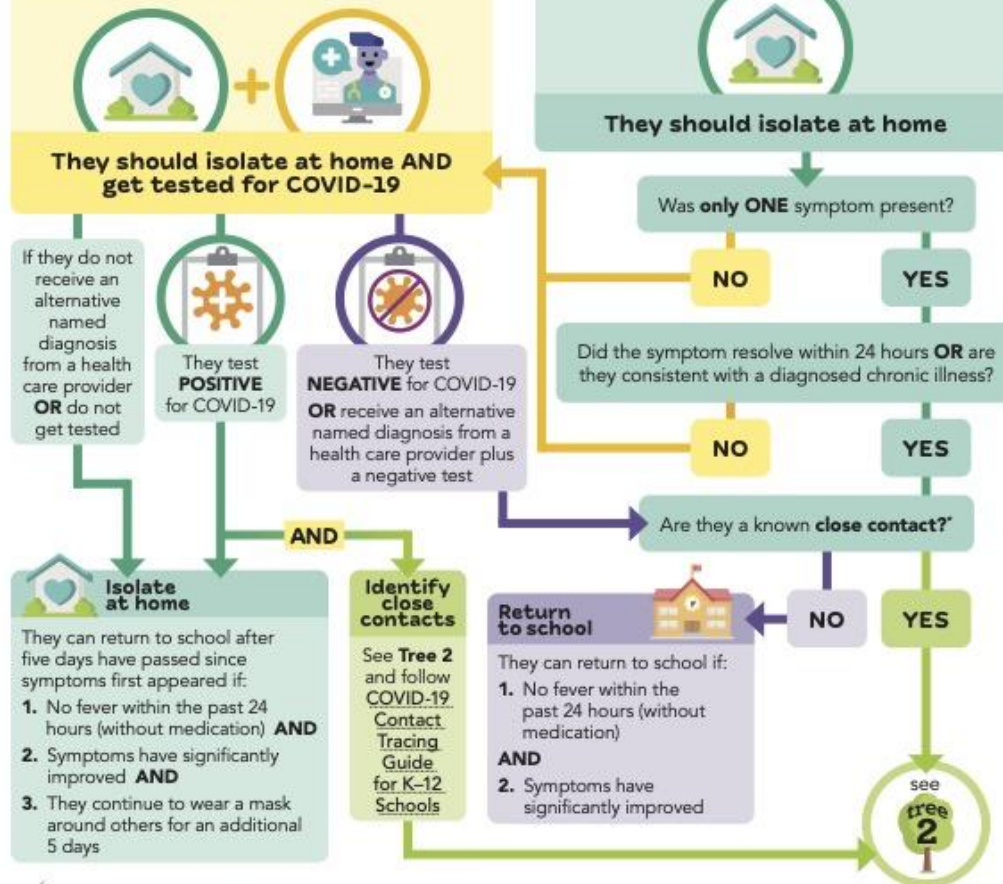 They should isolate at home AND
get tested for COVID-19
If they do not
receive an
alternative
named
diagnosis
from a health
care provider
OR do not
get tested
They test
POSITIVE
for COVID-19
They test
NEGATIVE for COVID-19
OR receive an alternative
named diagnosis from a
health care provider plus
a negative test
They should isolate at home
Was only ONE symptom present?
NO
YES
Did the symptom resolve within 24 hours OR are
they consistent with a diagnosed chronic illness?
NO
YES
Are they a known close contact?*
NO
YES
AND
Isolate
at home
They can return to school after
five days have passed since
symptoms first appeared if:
1. No fever within the past 24
hours (without medication) AND
2. Symptoms have significantly
improved AND
3. They continue to wear a mask
around others for an additional
5 days
Identify
close
contacts
See Tree 2
and follow
COVID-19
Contact
Tracing
Guide
for K–12
Schools
Return
to school
They can return to school if:
1. No fever within the
past 24 hours (without
medication)
AND
2. Symptoms have
significantly improved
see
tree
2